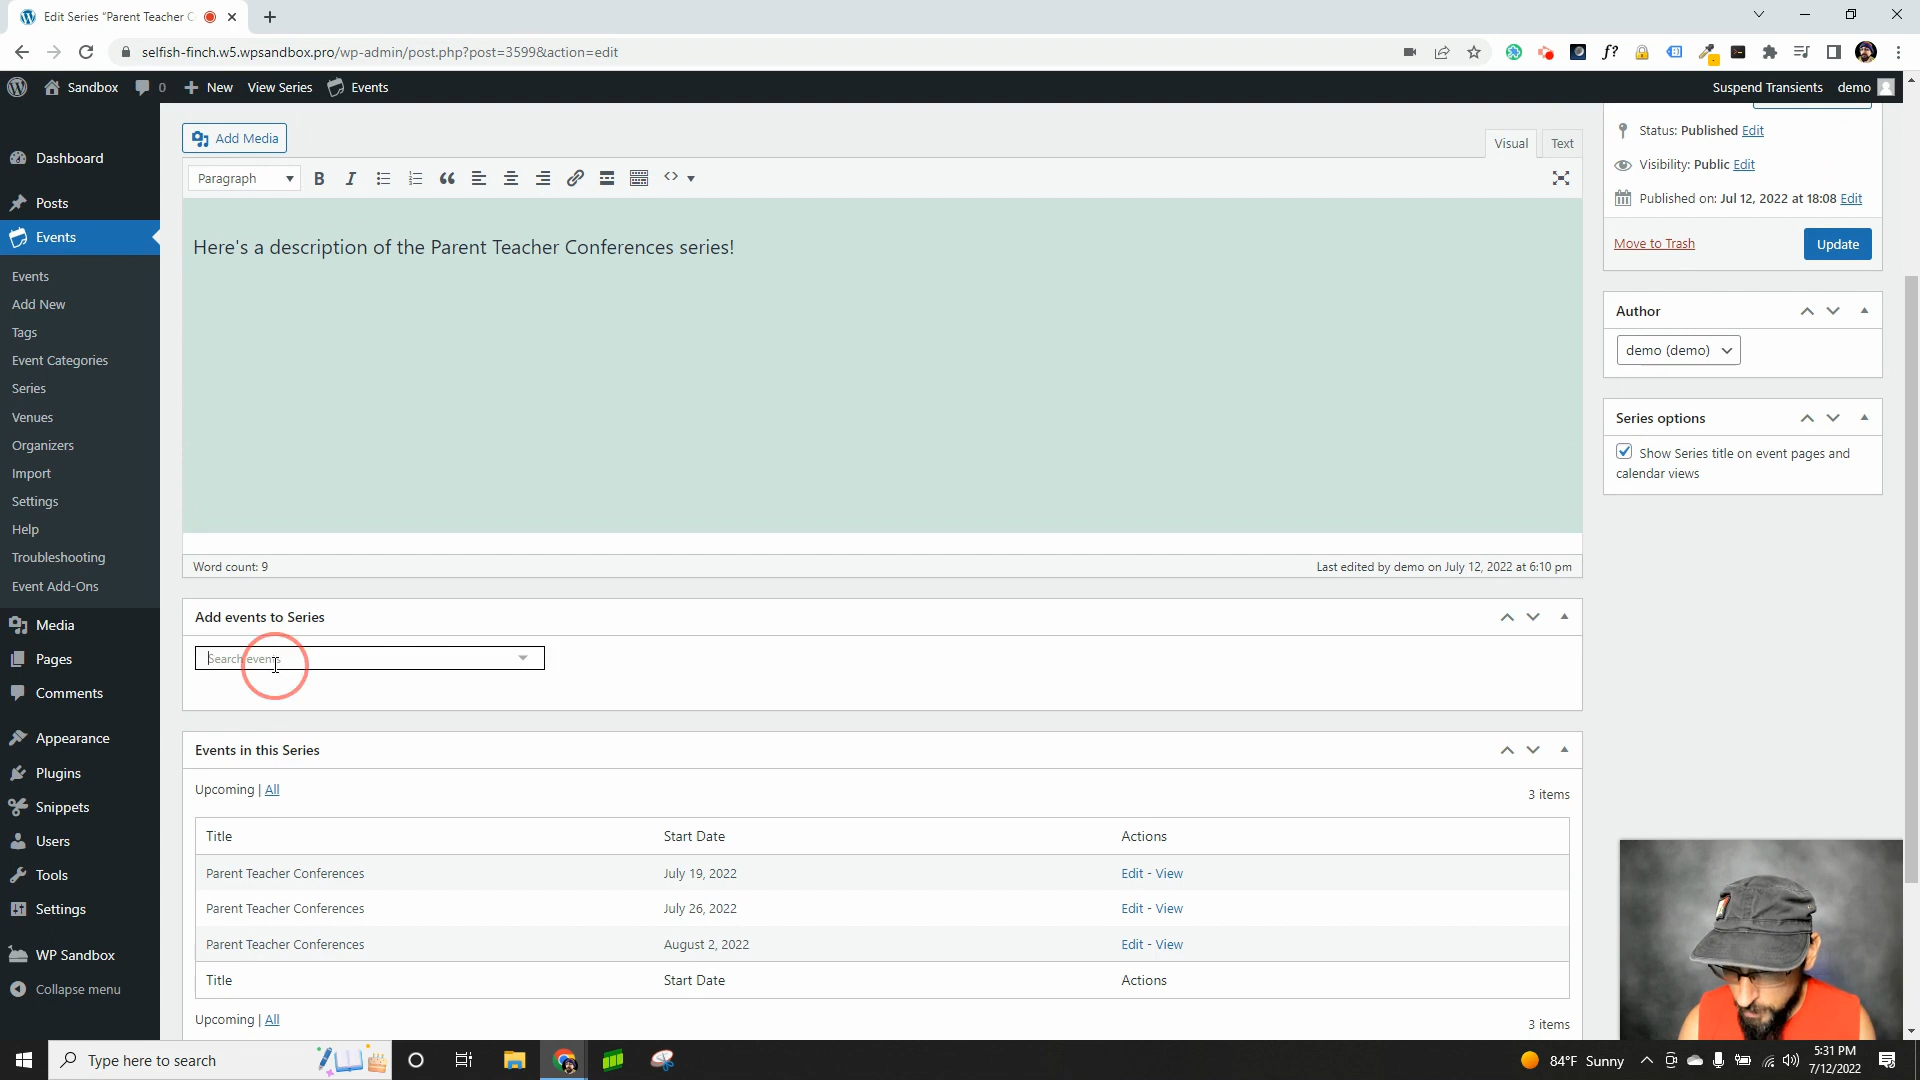 Edit Series “Parent Teacher C
selfish-finch.w5.wpsandbox.pro/wp-admin/post.php?post=3599&action=edit
f?
Sandbox
0
New
View Series
Events
Suspend Transients
demo
Dashboard
Posts
Events
Events
Add New
Tags
Event Categories
Series
Venues
Organizers
Import
Settings
Help
Troubleshooting
Event Add-Ons
Media
Pages
Comments
Appearance
Plugins
Snippets
Users
Tools
Settings
WP Sandbox
Collapse menu
Add Media
Visual
Text
Paragraph
B
I
Here's a description of the Parent Teacher Conferences series!
Word count: 9
Last edited by demo on July 12, 2022 at 6:10 pm
Add events to Series
Search events
Events in this Series
Upcoming | All
3 items
Title Start Date Actions
Parent Teacher Conferences July 19, 2022 Edit - View
Parent Teacher Conferences July 26, 2022 Edit - View
Parent Teacher Conferences August 2, 2022 Edit - View
Title Start Date Actions
Upcoming | All
3 items
Status: Published Edit
Visibility: Public Edit
Published on: Jul 12, 2022 at 18:08 Edit
Move to Trash
Update
Author
demo (demo)
Series options
Show Series title on event pages and
calendar views
Type here to search
84°F Sunny
5:31 PM
7/12/2022